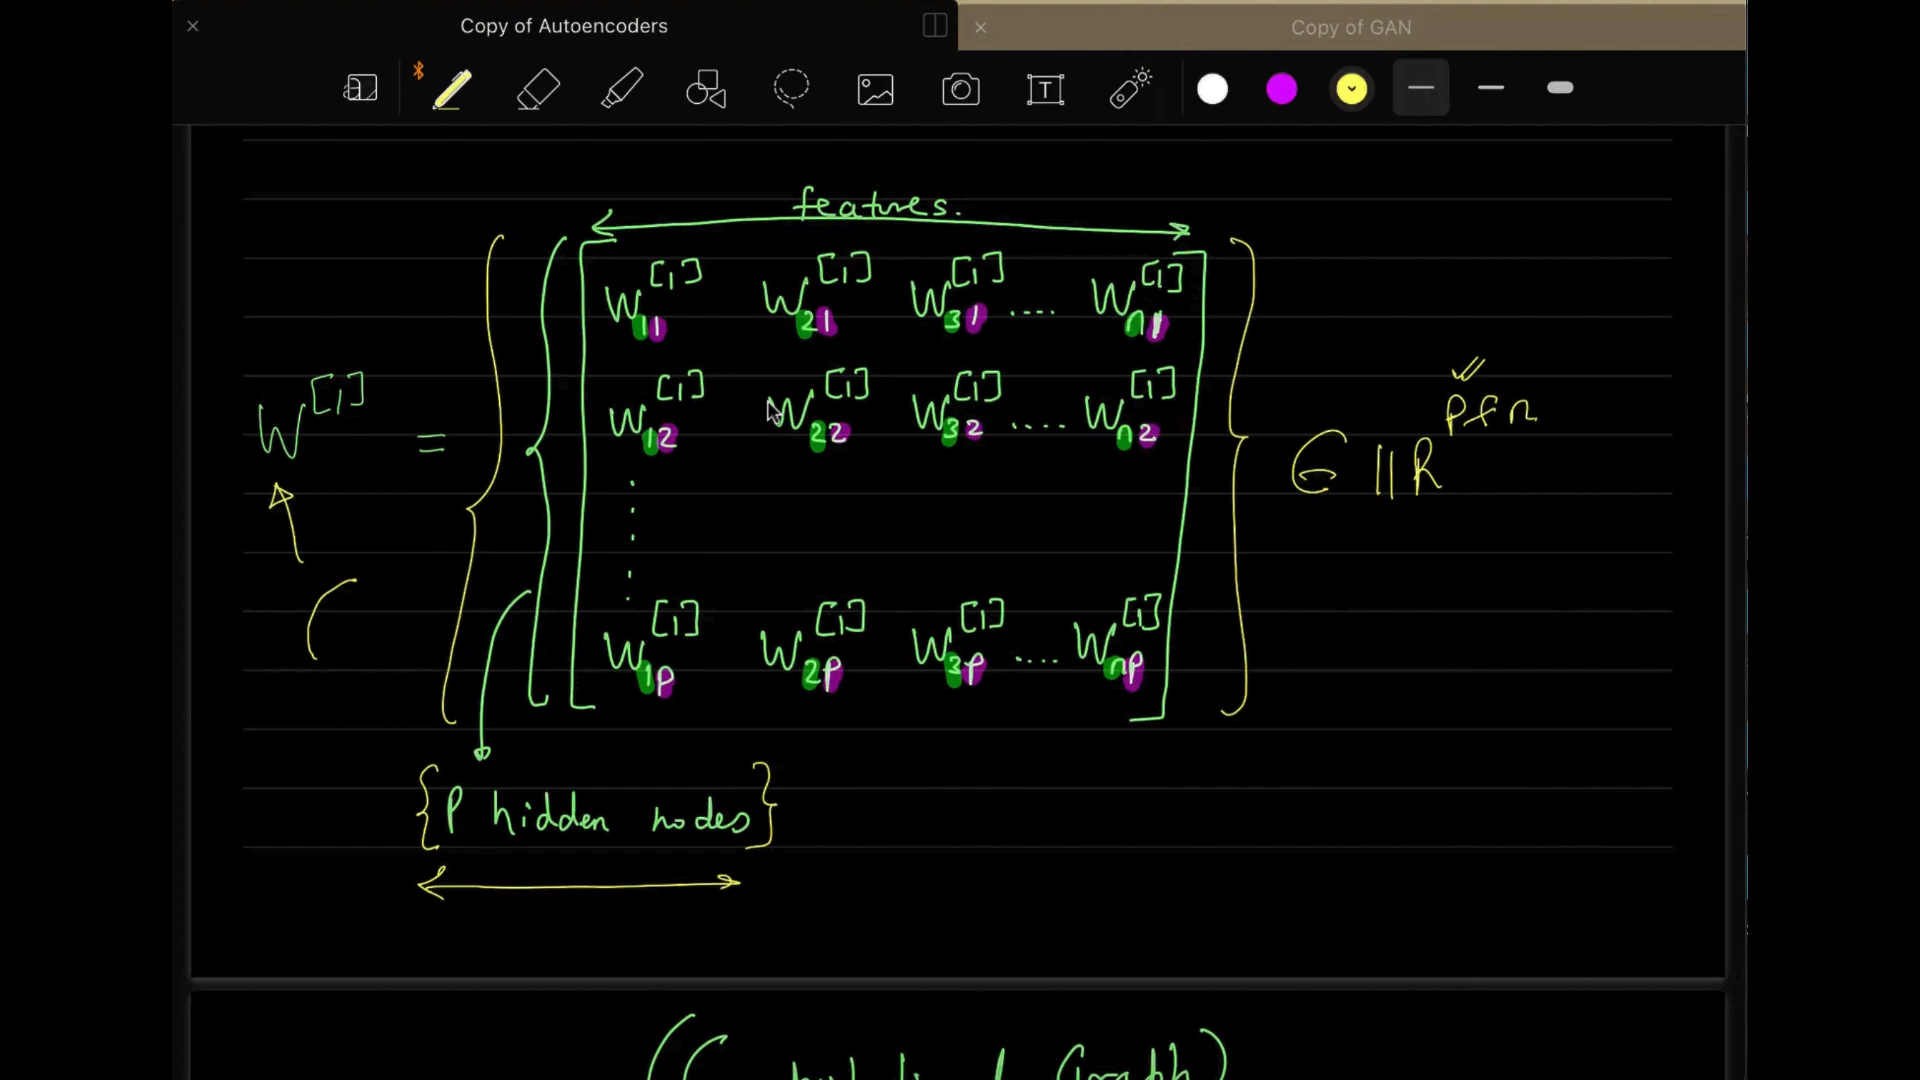 Copy of Autoencoders
Copy of GAN
T
features.
W11[1] W21[1] W31[1] .... Wn1[1]
W[1] = W12[1] W22[1] W32[1] .... Wn2[1] ∈ ℝ
W1p[1] W2p[1] W3p[1] .... Wnp[1]
{P hidden nodes}
Graph)